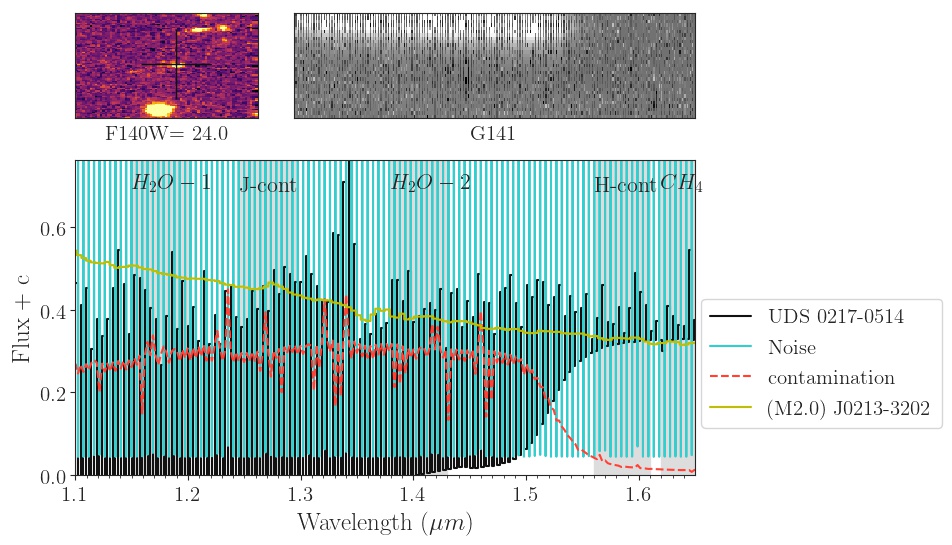 F140W= 24.0
G141
H₂O − 1
J-cont
H₂O − 2
H-cont
CH₄
Flux + c
0.6
0.4
0.2
0.0
1.1
1.2
1.3
1.4
1.5
1.6
Wavelength (μm)
UDS 0217-0514
Noise
contamination
(M2.0) J0213-3202